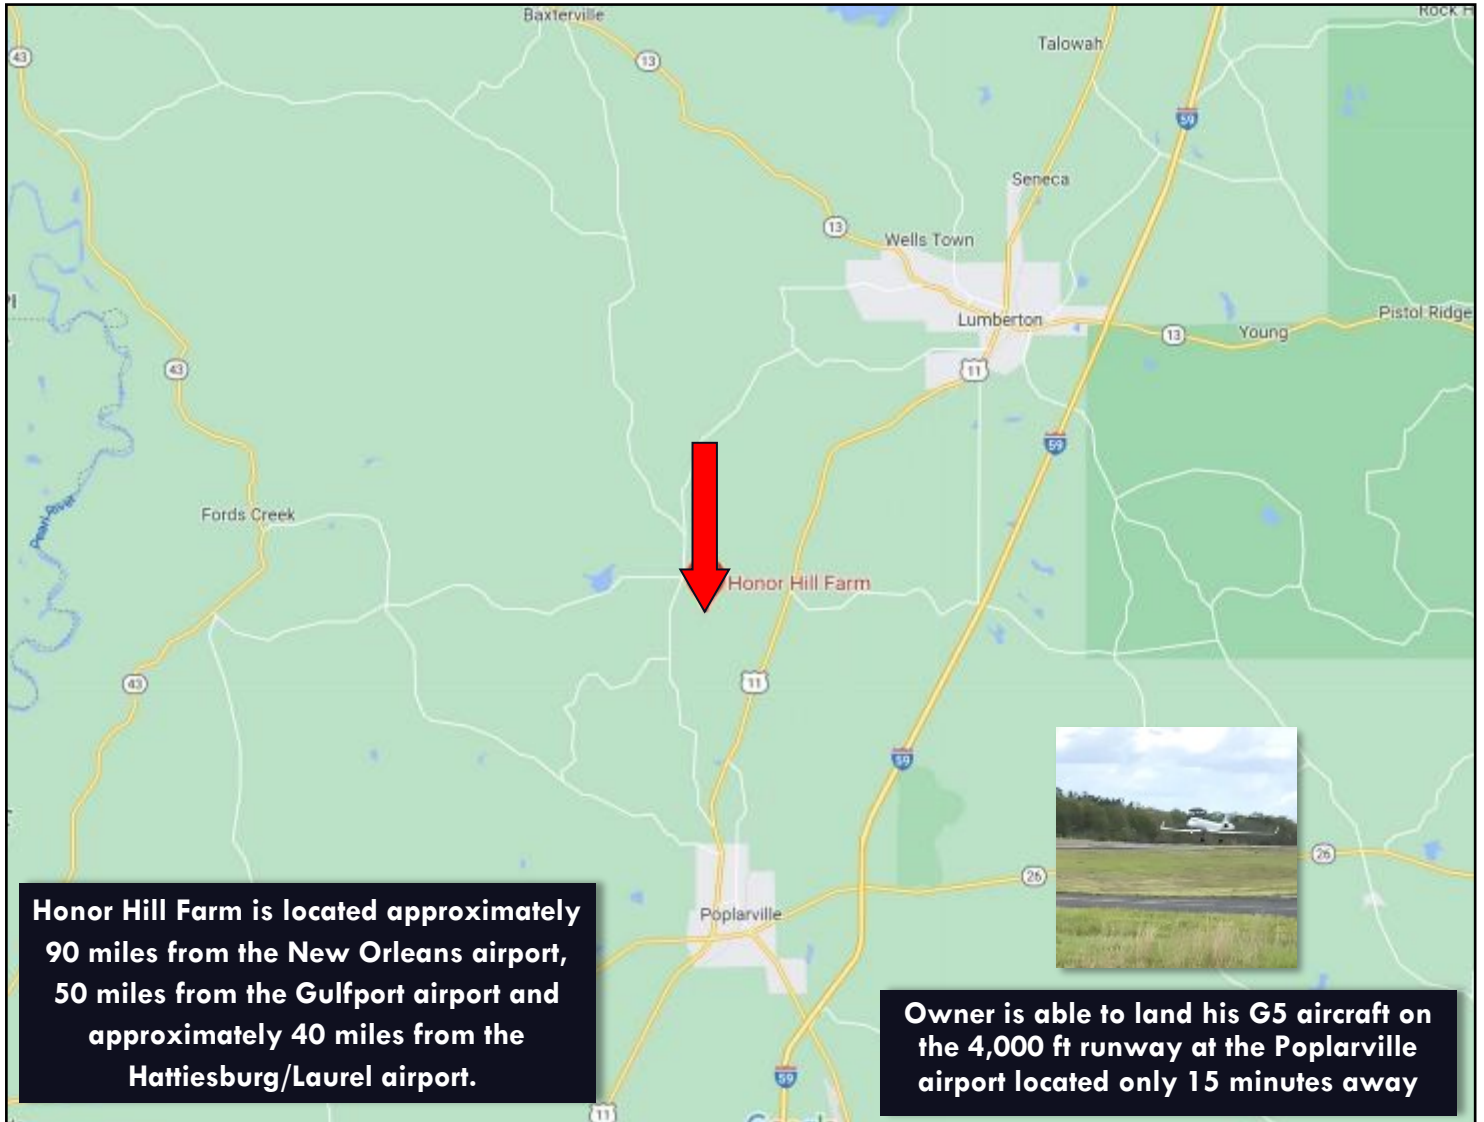 Baxterville
Rock H
43
13
Talowah
59
Seneca
13
Wells Town
Lumberton
13
Young
Pistol Ridge
43
11
59
Fords Creek
Pearl River
Honor Hill Farm
43
11
59
26
26
Poplarville
Honor Hill Farm is located approximately
90 miles from the New Orleans airport,
50 miles from the Gulfport airport and
approximately 40 miles from the
Hattiesburg/Laurel airport.
Owner is able to land his G5 aircraft on
the 4,000 ft runway at the Poplarville
airport located only 15 minutes away
59
11